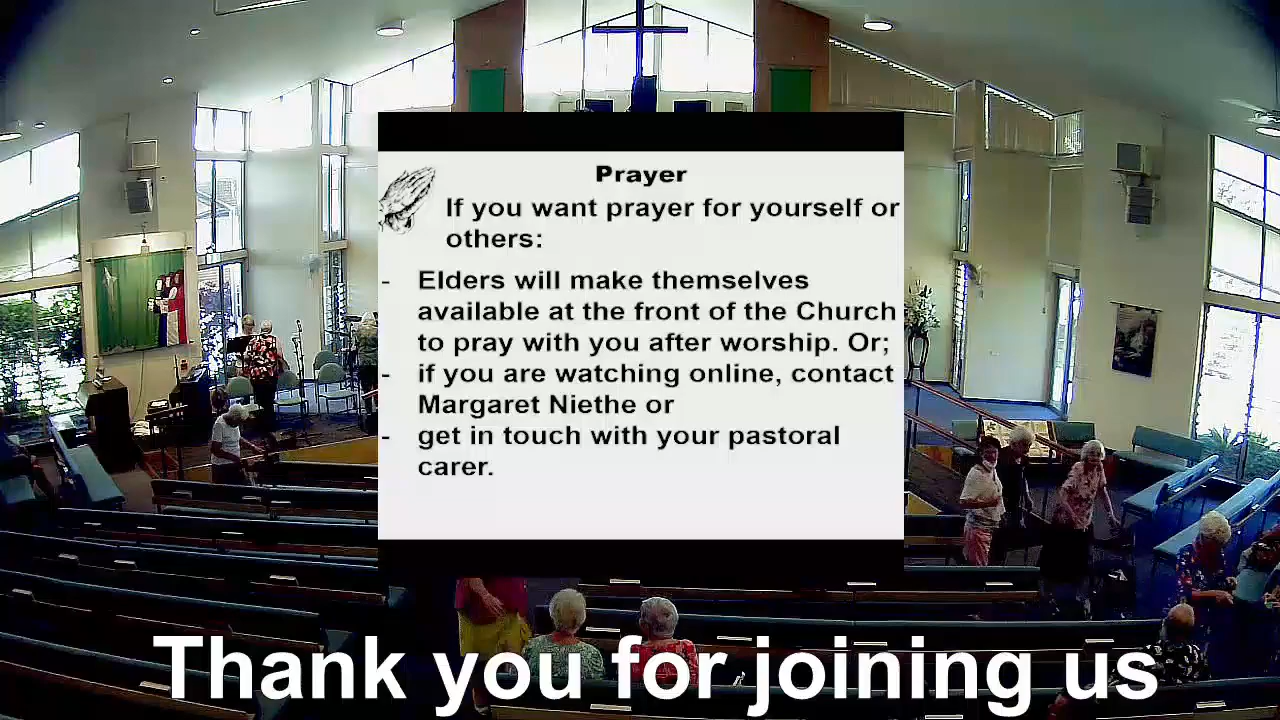 Prayer
If you want prayer for yourself or
others:
- Elders will make themselves
available at the front of the Church
to pray with you after worship. Or;
- if you are watching online, contact
Margaret Niethe or
- get in touch with your pastoral
carer.
Thank you for joining us